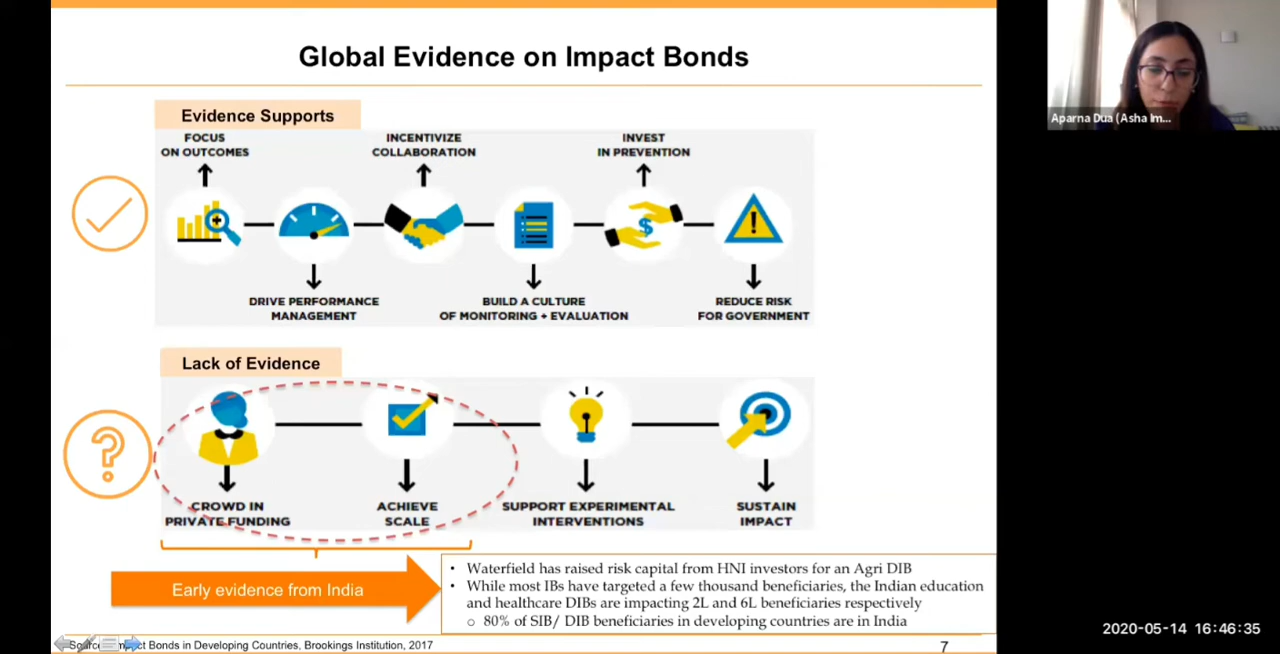 Global Evidence on Impact Bonds
Evidence Supports
FOCUS
ON OUTCOMES
INCENTIVIZE
COLLABORATION
INVEST
IN PREVENTION
$
!
DRIVE PERFORMANCE
MANAGEMENT
BUILD A CULTURE
OF MONITORING + EVALUATION
REDUCE RISK
FOR GOVERNMENT
Lack of Evidence
?
CROWD IN
PRIVATE FUNDING
ACHIEVE
SCALE
SUPPORT EXPERIMENTAL
INTERVENTIONS
SUSTAIN
IMPACT
Early evidence from India
• Waterfield has raised risk capital from HNI investors for an Agri DIB
• While most IBs have targeted a few thousand beneficiaries, the Indian education
and healthcare DIBs are impacting 2L and 6L beneficiaries respectively
o 80% of SIB/ DIB beneficiaries in developing countries are in India
Bonds in Developing Countries, Brookings Institution, 2017
7
Aparna Dua (Asha Im...
2020-05-14 16:46:35